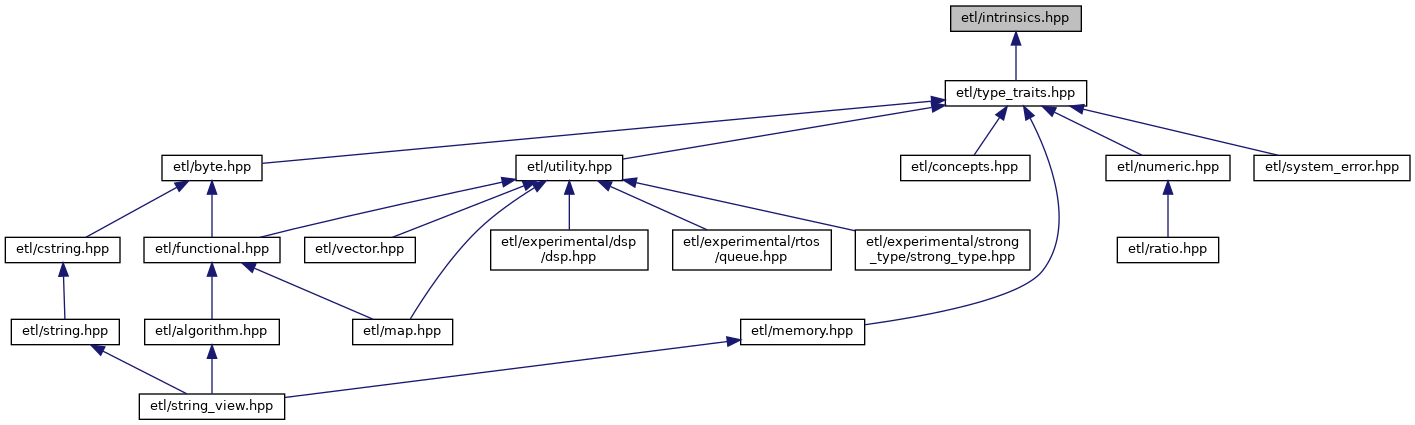 etl/intrinsics.hpp
etl/type_traits.hpp
etl/byte.hpp
etl/utility.hpp
etl/concepts.hpp
etl/numeric.hpp
etl/system_error.hpp
etl/cstring.hpp
etl/functional.hpp
etl/vector.hpp
etl/experimental/dsp
/dsp.hpp
etl/experimental/rtos
/queue.hpp
etl/experimental/strong
_type/strong_type.hpp
etl/ratio.hpp
etl/string.hpp
etl/algorithm.hpp
etl/map.hpp
etl/memory.hpp
etl/string_view.hpp